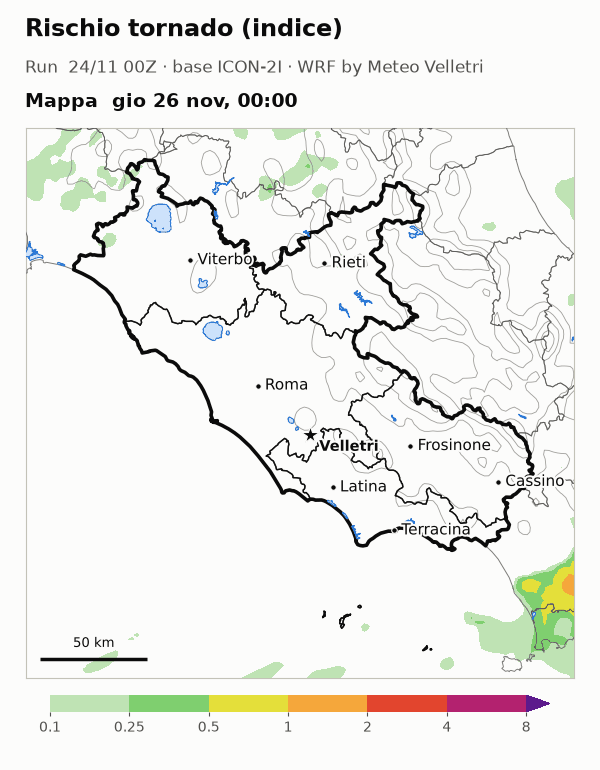 Rischio tornado (indice)
Run  24/11 00Z · base ICON-2I · WRF by Meteo Velletri
Mappa  gio 26 nov, 00:00
Viterbo
Rieti
Roma
Velletri
Frosinone
Latina
Cassino
Terracina
50 km
0.1 0.25 0.5 1 2 4 8